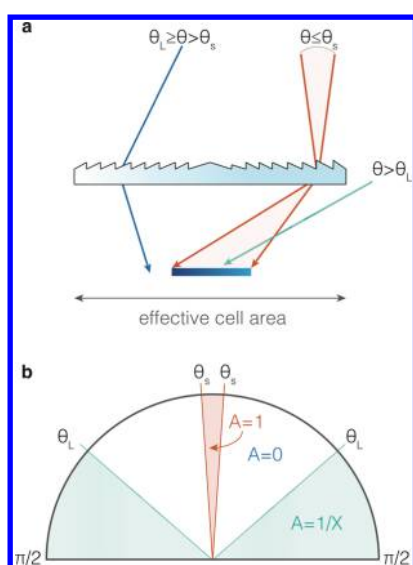 a
θL≥θ>θs
θ≤θs
θ>θL
effective cell area
b
θs θs
θL
θL
A=1
A=0
A=1/X
π/2
π/2